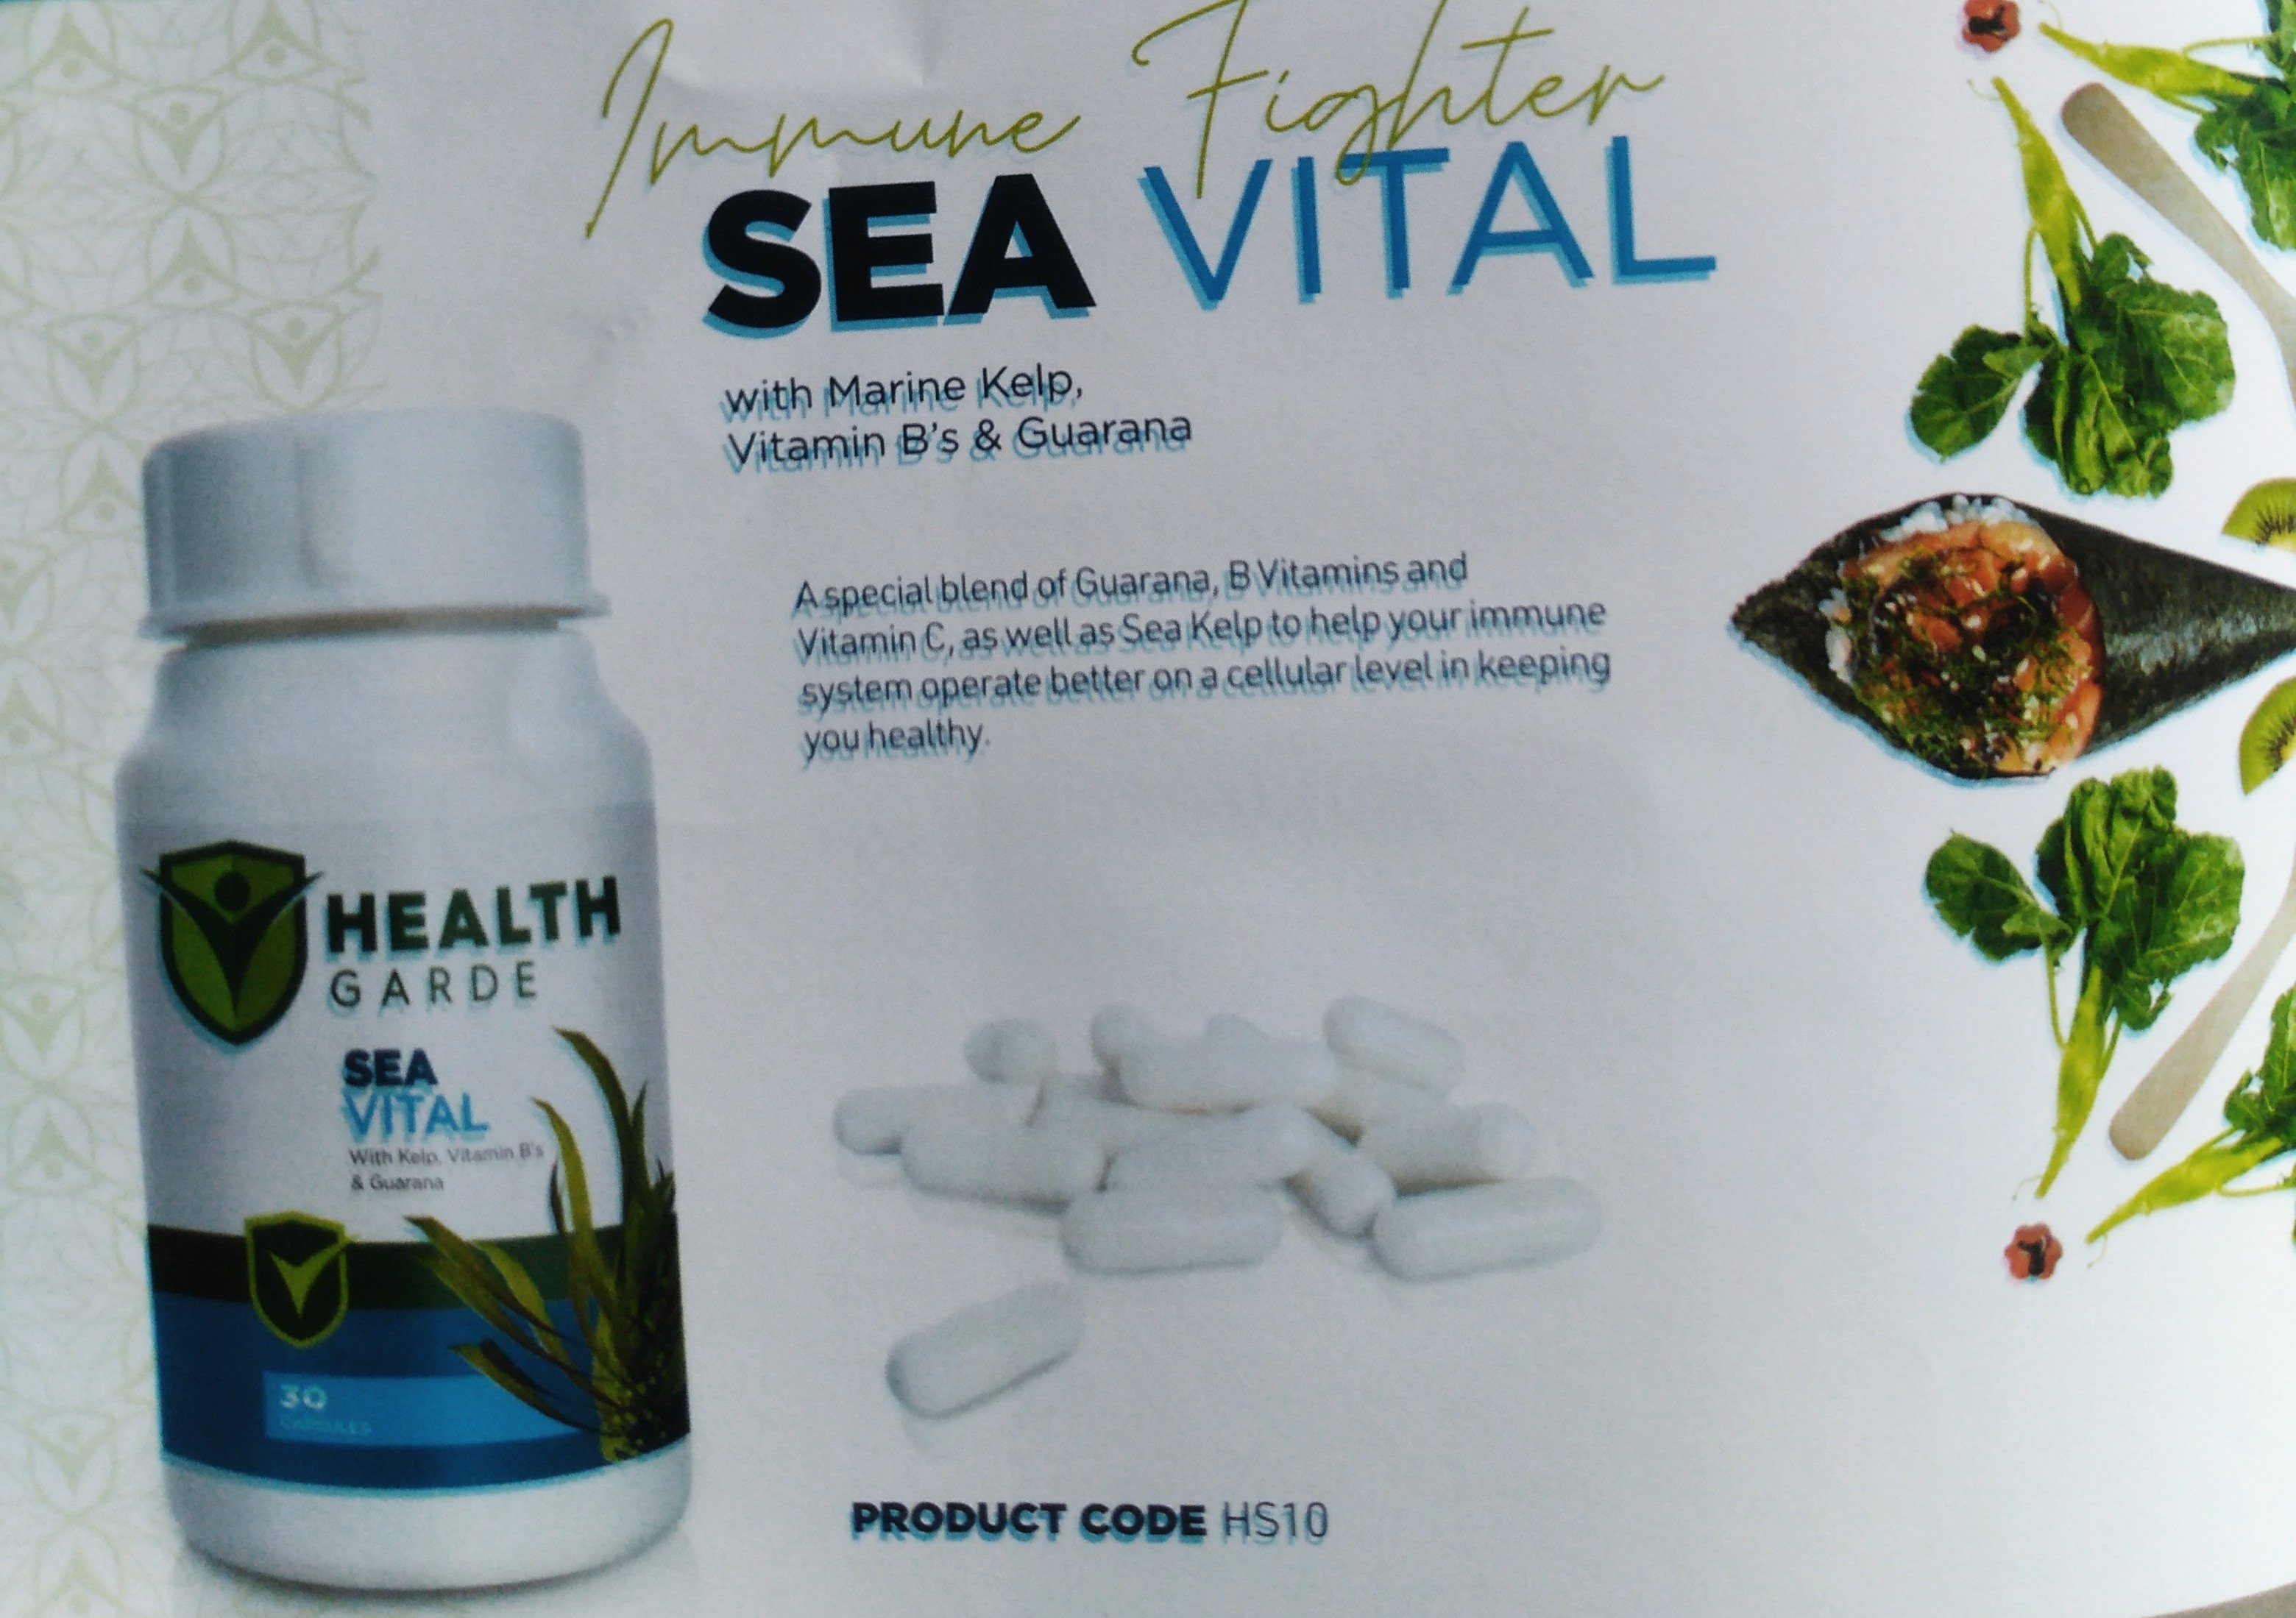 Immune Fighter
SEA VITAL
with Marine Kelp,
Vitamin B's & Guarana
A special blend of Guarana, B Vitamins and
Vitamin C, as well as Sea Kelp to help your immune
system operate better on a cellular level in keeping
you healthy.
HEALTH
GARDE
SEA
VITAL
With Kelp, Vitamin B's
& Guarana
30
CAPSULES
PRODUCT CODE HS10